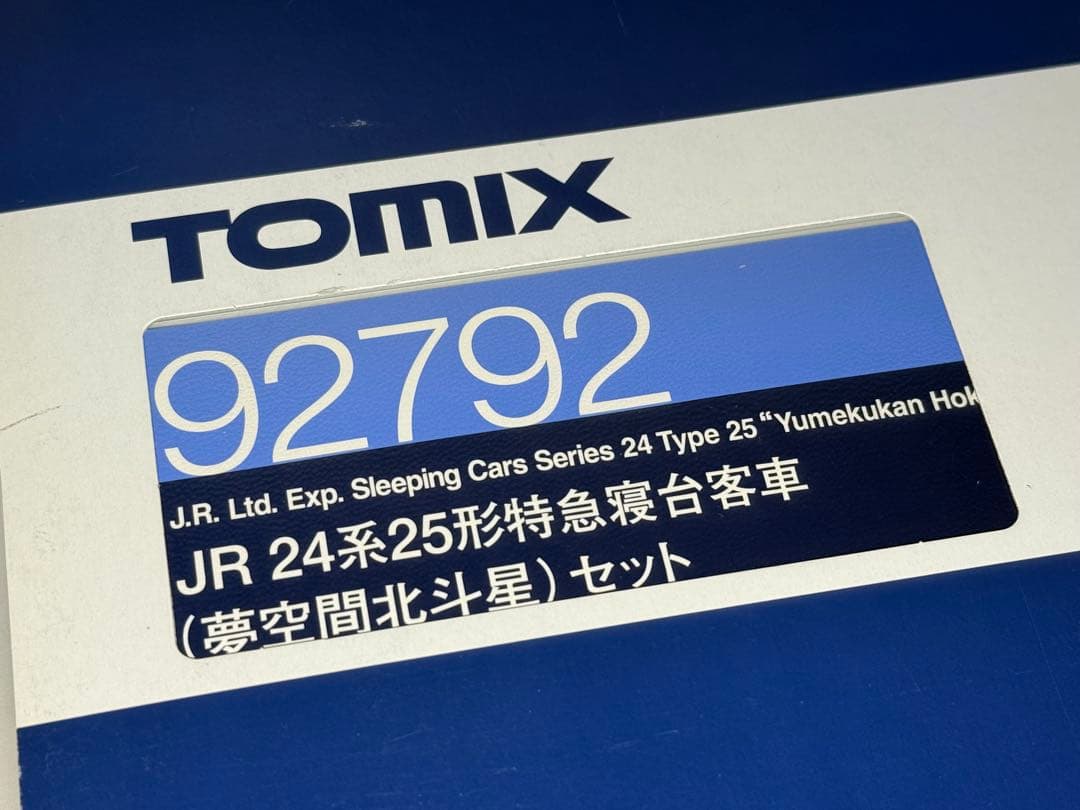 TOMIX
92792
J.R. Ltd. Exp. Sleeping Cars Series 24 Type 25 “Yumekukan Hok
JR 24系25形特急寝台客車
(夢空間北斗星) セット